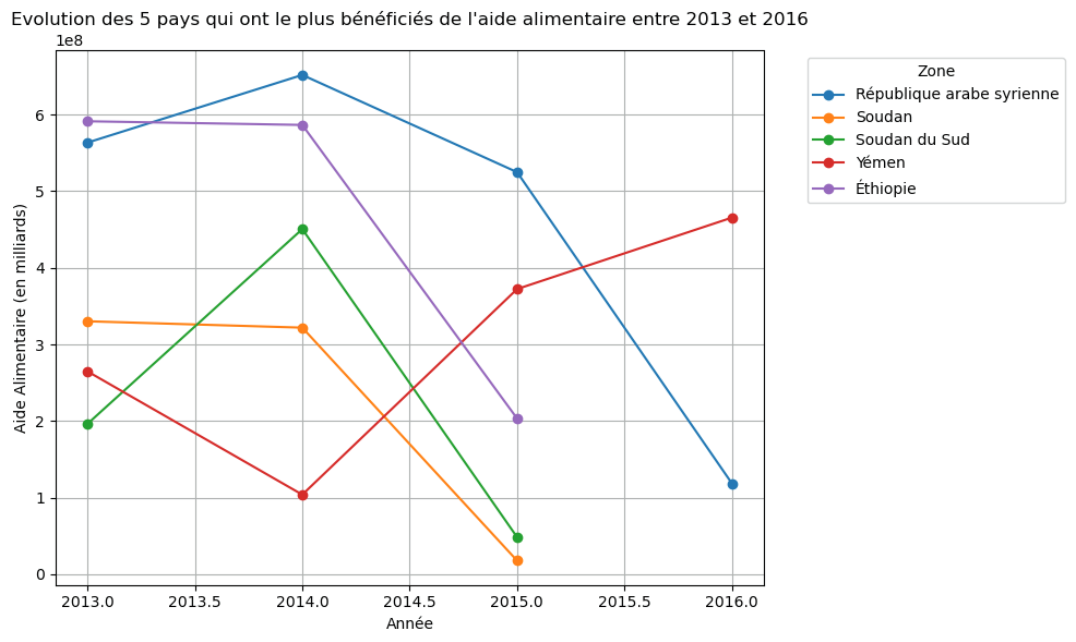 Evolution des 5 pays qui ont le plus bénéficiés de l'aide alimentaire entre 2013 et 2016
1e8
6
5
4
3
2
1
0
Aide Alimentaire (en milliards)
2013.0 2013.5 2014.0 2014.5 2015.0 2015.5 2016.0
Année
Zone
République arabe syrienne
Soudan
Soudan du Sud
Yémen
Éthiopie